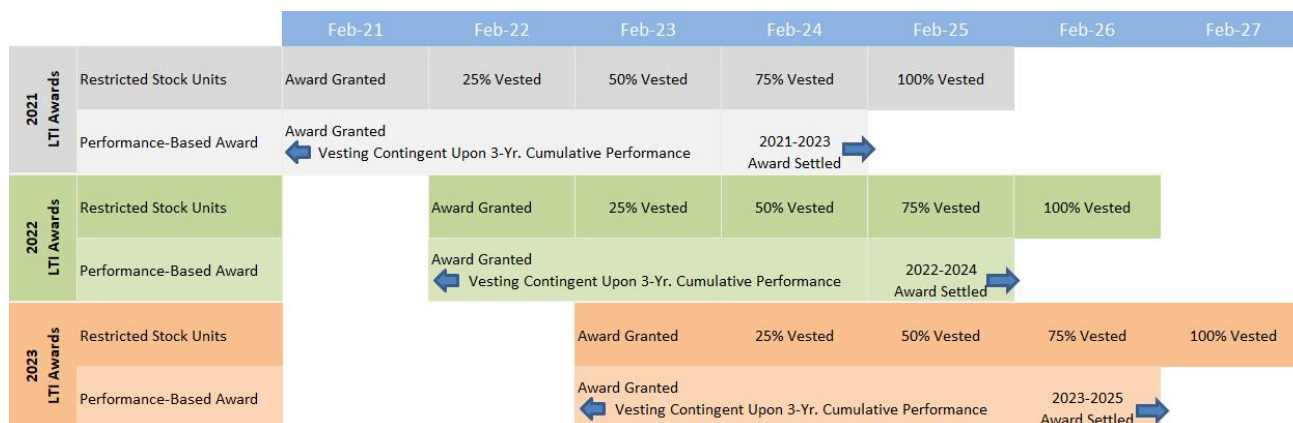 Feb-21 Feb-22 Feb-23 Feb-24 Feb-25 Feb-26 Feb-27
2021
LTI Awards
Restricted Stock Units Award Granted 25% Vested 50% Vested 75% Vested 100% Vested
Performance-Based Award
Award Granted
Vesting Contingent Upon 3-Yr. Cumulative Performance
2021-2023
Award Settled
2022
LTI Awards
Restricted Stock Units Award Granted 25% Vested 50% Vested 75% Vested 100% Vested
Performance-Based Award
Award Granted
Vesting Contingent Upon 3-Yr. Cumulative Performance
2022-2024
Award Settled
2023
LTI Awards
Restricted Stock Units Award Granted 25% Vested 50% Vested 75% Vested 100% Vested
Performance-Based Award
Award Granted
Vesting Contingent Upon 3-Yr. Cumulative Performance
2023-2025
Award Settled